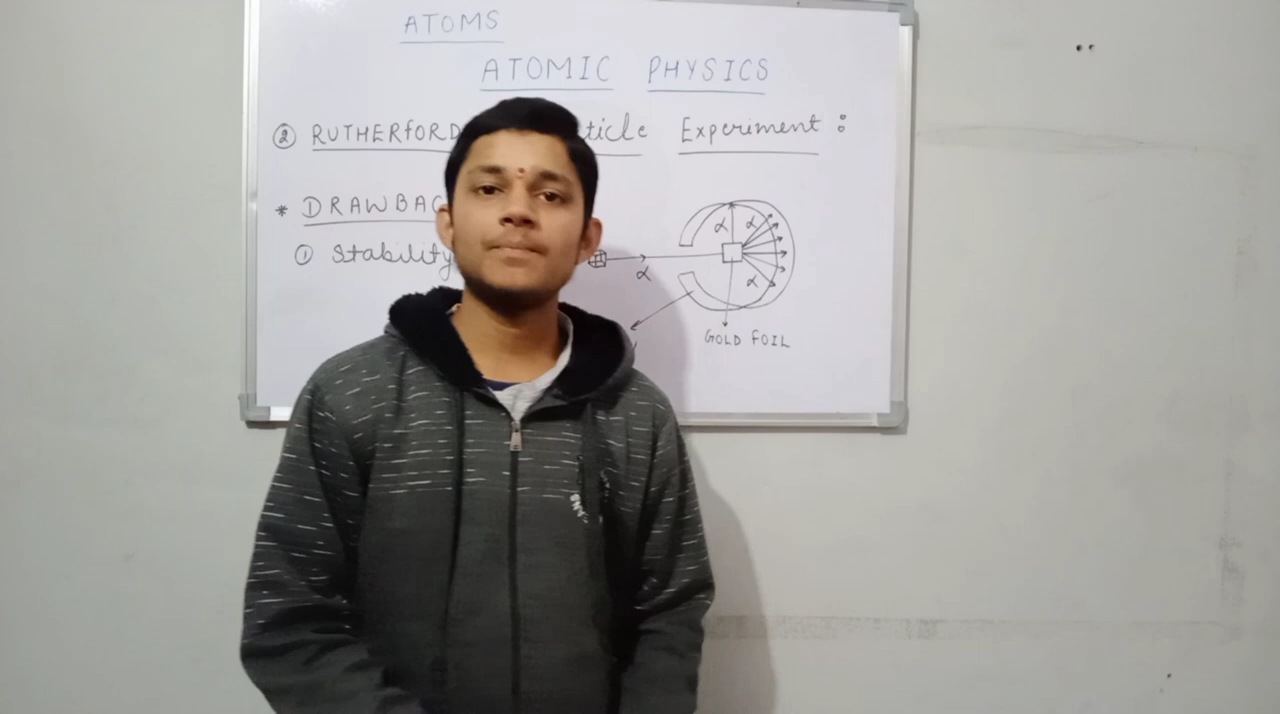 ATOMS
ATOMIC PHYSICS
② RUTHERFORD ticle Experiment :
* DRAWBAC
① Stability
α α
α
α
GOLD FOIL